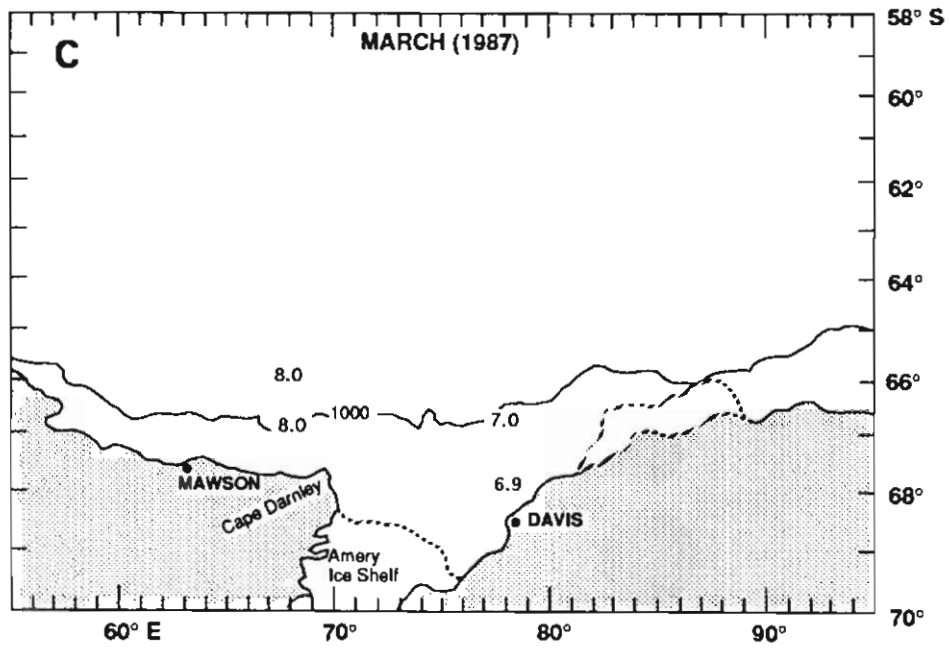 C
MARCH (1987)
58° S
60°
62°
64°
66°
68°
70°
8.0
8.0
1000
7.0
6.9
MAWSON
Cape Darnley
DAVIS
Amery
Ice Shelf
60° E
70°
80°
90°